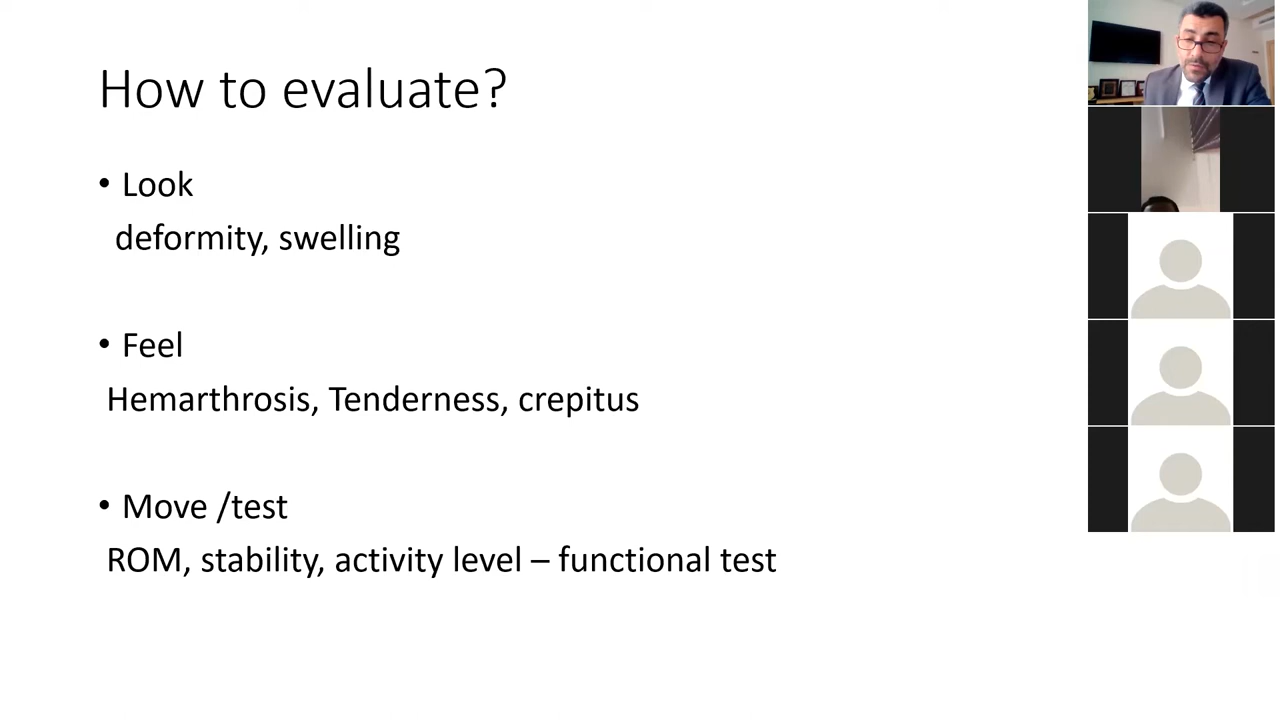 How to evaluate?
• Look
deformity, swelling
• Feel
Hemarthrosis, Tenderness, crepitus
• Move /test
ROM, stability, activity level – functional test